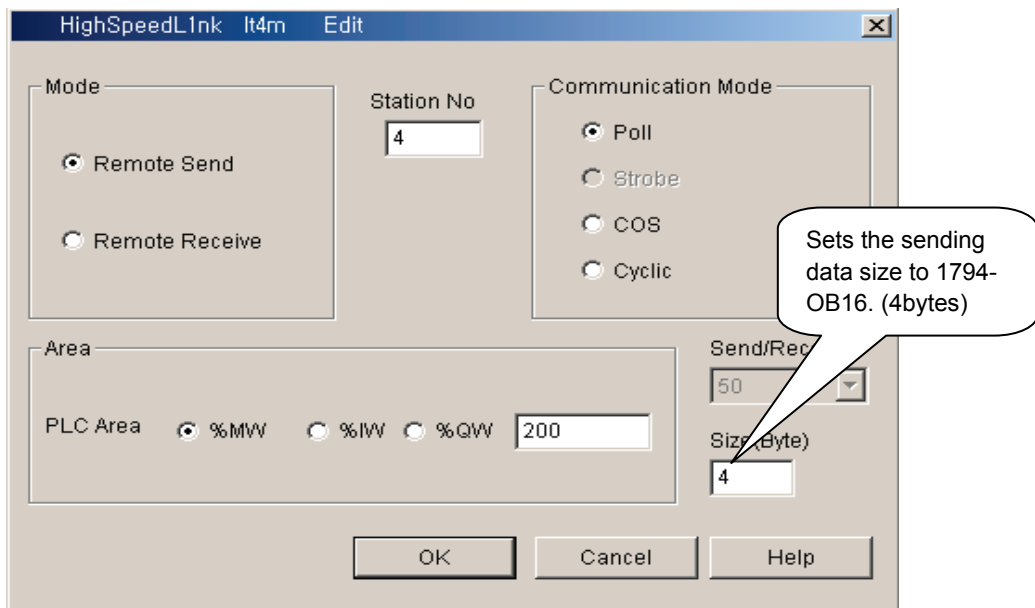 HighSpeedL1nk It4m Edit
Mode
Remote Send
Remote Receive
Station No
4
Communication Mode
Poll
Strobe
COS
Cyclic
Sets the sending
data size to 1794-
OB16. (4bytes)
Area
PLC Area %MW %IW %QW 200
Send/Rec
50
Size(Byte)
4
OK Cancel Help